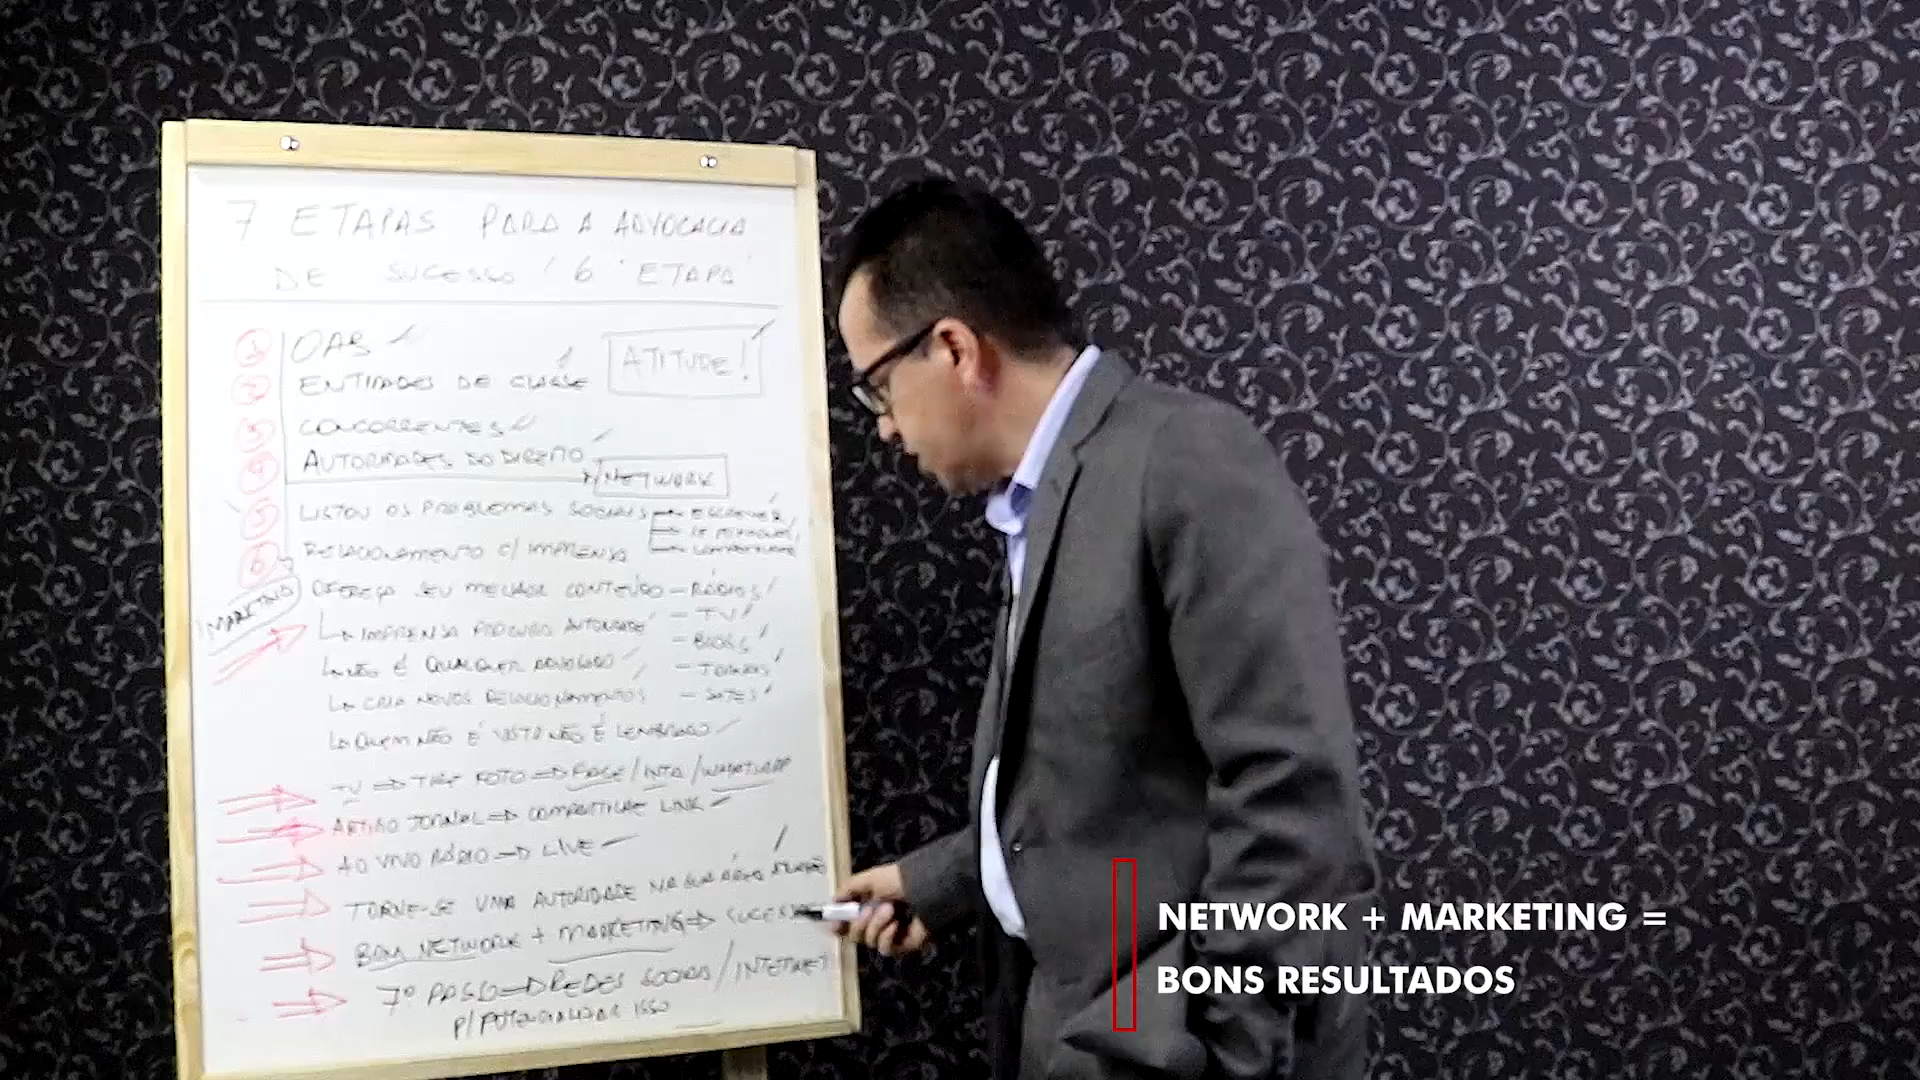 7 ETAPAS PARA A ADVOCACIA
DE SUCESSO 6 ETAPA
OAB
ATITUDE!
ENTIDADES DE CLASSE
CONCORRENTES
AUTORIDADES DO DIREITO
NETWORK
LISTOU OS PROBLEMAS SOCIAIS
RELACIONAMENTO C/ IMPRENSA
OFEREÇA SEU MELHOR CONTEÚDO - RÁDIOS
MARKETING
A IMPRENSA PROCURA AUTORIDADE - TV
- BLOGS
NÃO É QUALQUER ADVOGADO - JORNAIS
CRIA NOVOS RELACIONAMENTOS - SITES
QUEM NÃO É VISTO NÃO É LEMBRADO
TV => TIRE FOTO => FACE / INTA / WHATSAPP
ARTIGO JORNAL => COMPARTILHE LINK
AO VIVO RÁDIO => LIVE
TORNE-SE UMA AUTORIDADE NA SUA ÁREA
BOM NETWORK + MARKETING => SUCESSO
7º PASSO => REDES SOCIAIS / INTERNET
P/ POTENCIALIZAR ISSO
NETWORK + MARKETING =
BONS RESULTADOS